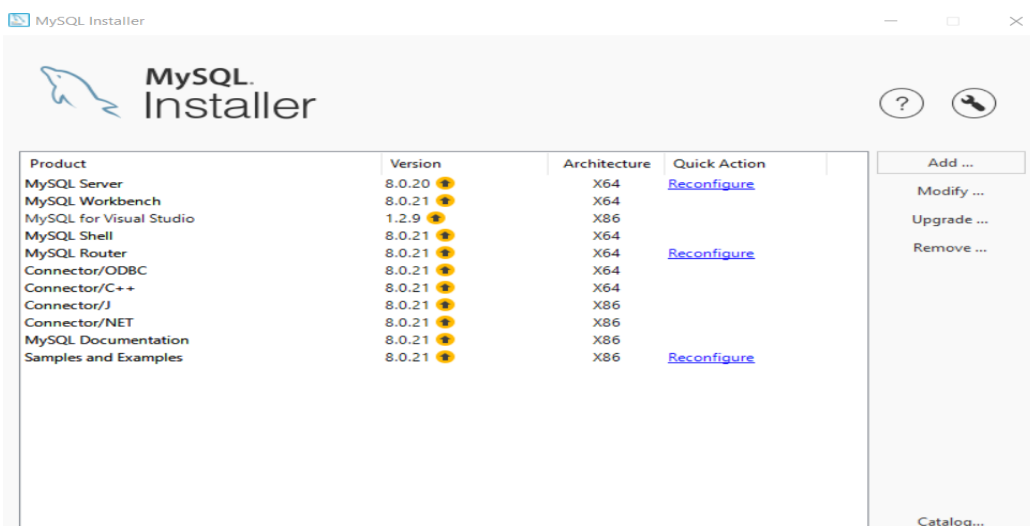 MySQL Installer
MySQL.
Installer
?
Product Version Architecture Quick Action
MySQL Server 8.0.20 X64 Reconfigure
MySQL Workbench 8.0.21 X64
MySQL for Visual Studio 1.2.9 X86
MySQL Shell 8.0.21 X64
MySQL Router 8.0.21 X64 Reconfigure
Connector/ODBC 8.0.21 X64
Connector/C++ 8.0.21 X64
Connector/J 8.0.21 X86
Connector/NET 8.0.21 X86
MySQL Documentation 8.0.21 X86
Samples and Examples 8.0.21 X86 Reconfigure
Add ...
Modify ...
Upgrade ...
Remove ...
Catalog...